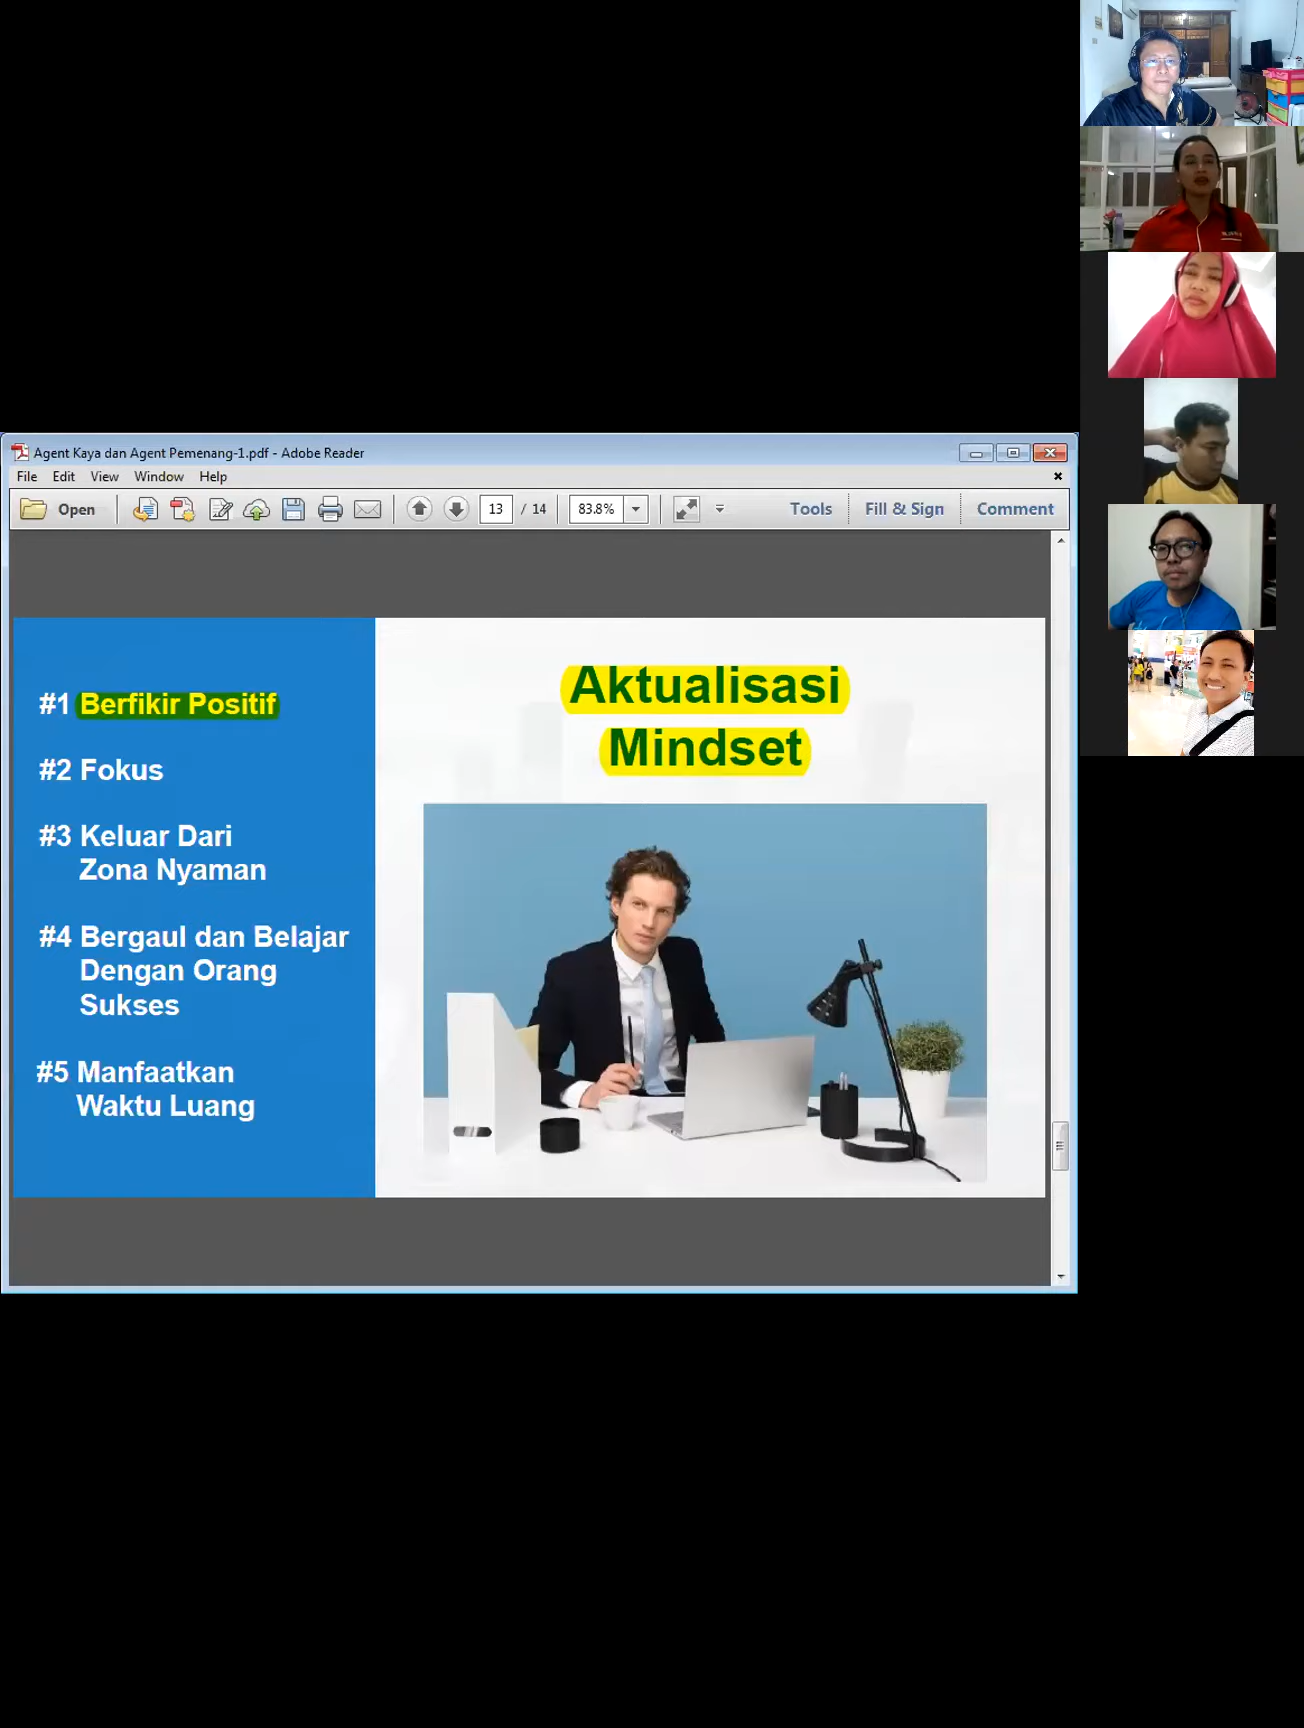 Agent Kaya dan Agent Pemenang-1.pdf - Adobe Reader
File Edit View Window Help
Open 13 / 14 83.8% Tools Fill & Sign Comment
Aktualisasi
Mindset
#1 Berfikir Positif
#2 Fokus
#3 Keluar Dari
Zona Nyaman
#4 Bergaul dan Belajar
Dengan Orang
Sukses
#5 Manfaatkan
Waktu Luang